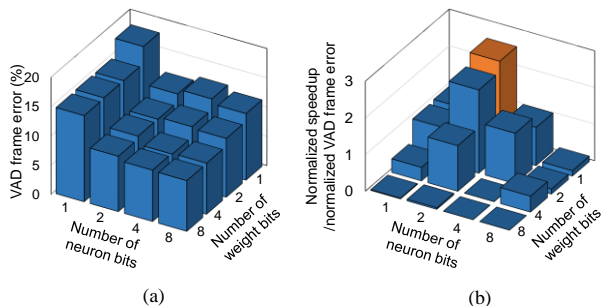 VAD frame error (%)
20
15
10
5
0
1
2
4
8
Number of
neuron bits
8
4
2
1
Number of
weight bits
(a)
Normalized speedup
/normalized VAD frame error
3
2
1
0
1
2
4
8
Number of
neuron bits
8
4
2
1
Number of
weight bits
(b)